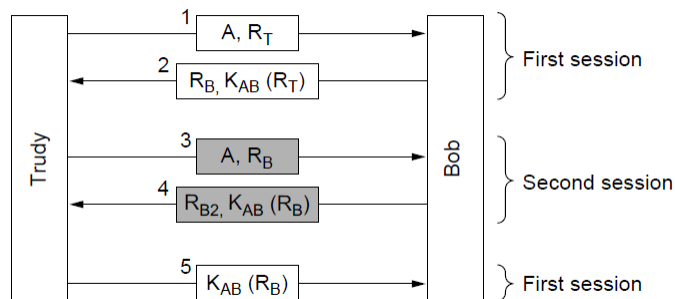 1
A, R_T
2
R_B, K_AB (R_T)
First session
Trudy
Bob
3
A, R_B
4
R_B2, K_AB (R_B)
Second session
5
K_AB (R_B)
First session